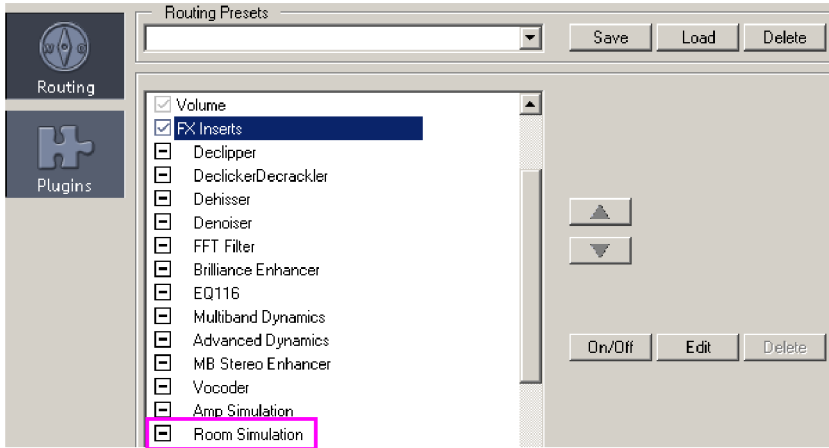 Routing Presets
Save Load Delete
Routing
Plugins
Volume
FX Inserts
Declipper
DeclickerDecrackler
Dehisser
Denoiser
FFT Filter
Brilliance Enhancer
EQ116
Multiband Dynamics
Advanced Dynamics
MB Stereo Enhancer
Vocoder
Amp Simulation
Room Simulation
On/Off Edit Delete